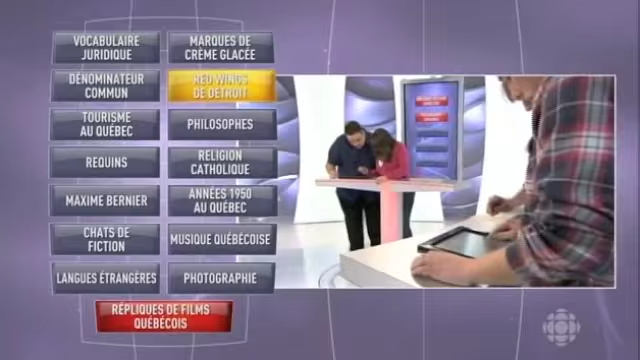 VOCABULAIRE
JURIDIQUE
MARQUES DE
CRÈME GLACÉE
DÉNOMINATEUR
COMMUN
RED WINGS
DE DETROIT
TOURISME
AU QUÉBEC
PHILOSOPHES
REQUINS
RELIGION
CATHOLIQUE
MAXIME BERNIER
ANNÉES 1950
AU QUÉBEC
CHATS DE
FICTION
MUSIQUE QUÉBÉCOISE
LANGUES ÉTRANGÈRES
PHOTOGRAPHIE
RÉPLIQUES DE FILMS
QUÉBÉCOIS